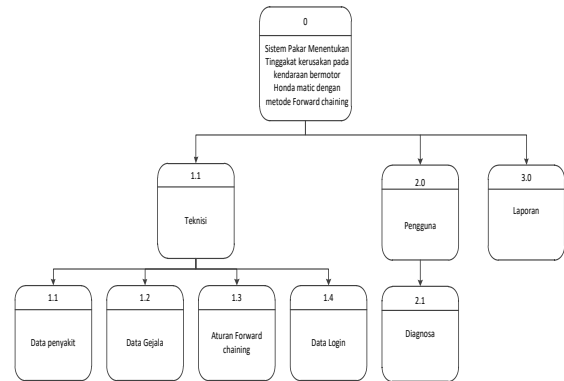 0
Sistem Pakar Menentukan
Tinggakat kerusakan pada
kendaraan bermotor
Honda matic dengan
metode Forward chaining
1.1
Teknisi
2.0
Pengguna
3.0
Laporan
1.1
Data penyakit
1.2
Data Gejala
1.3
Aturan Forward
chaining
1.4
Data Login
2.1
Diagnosa